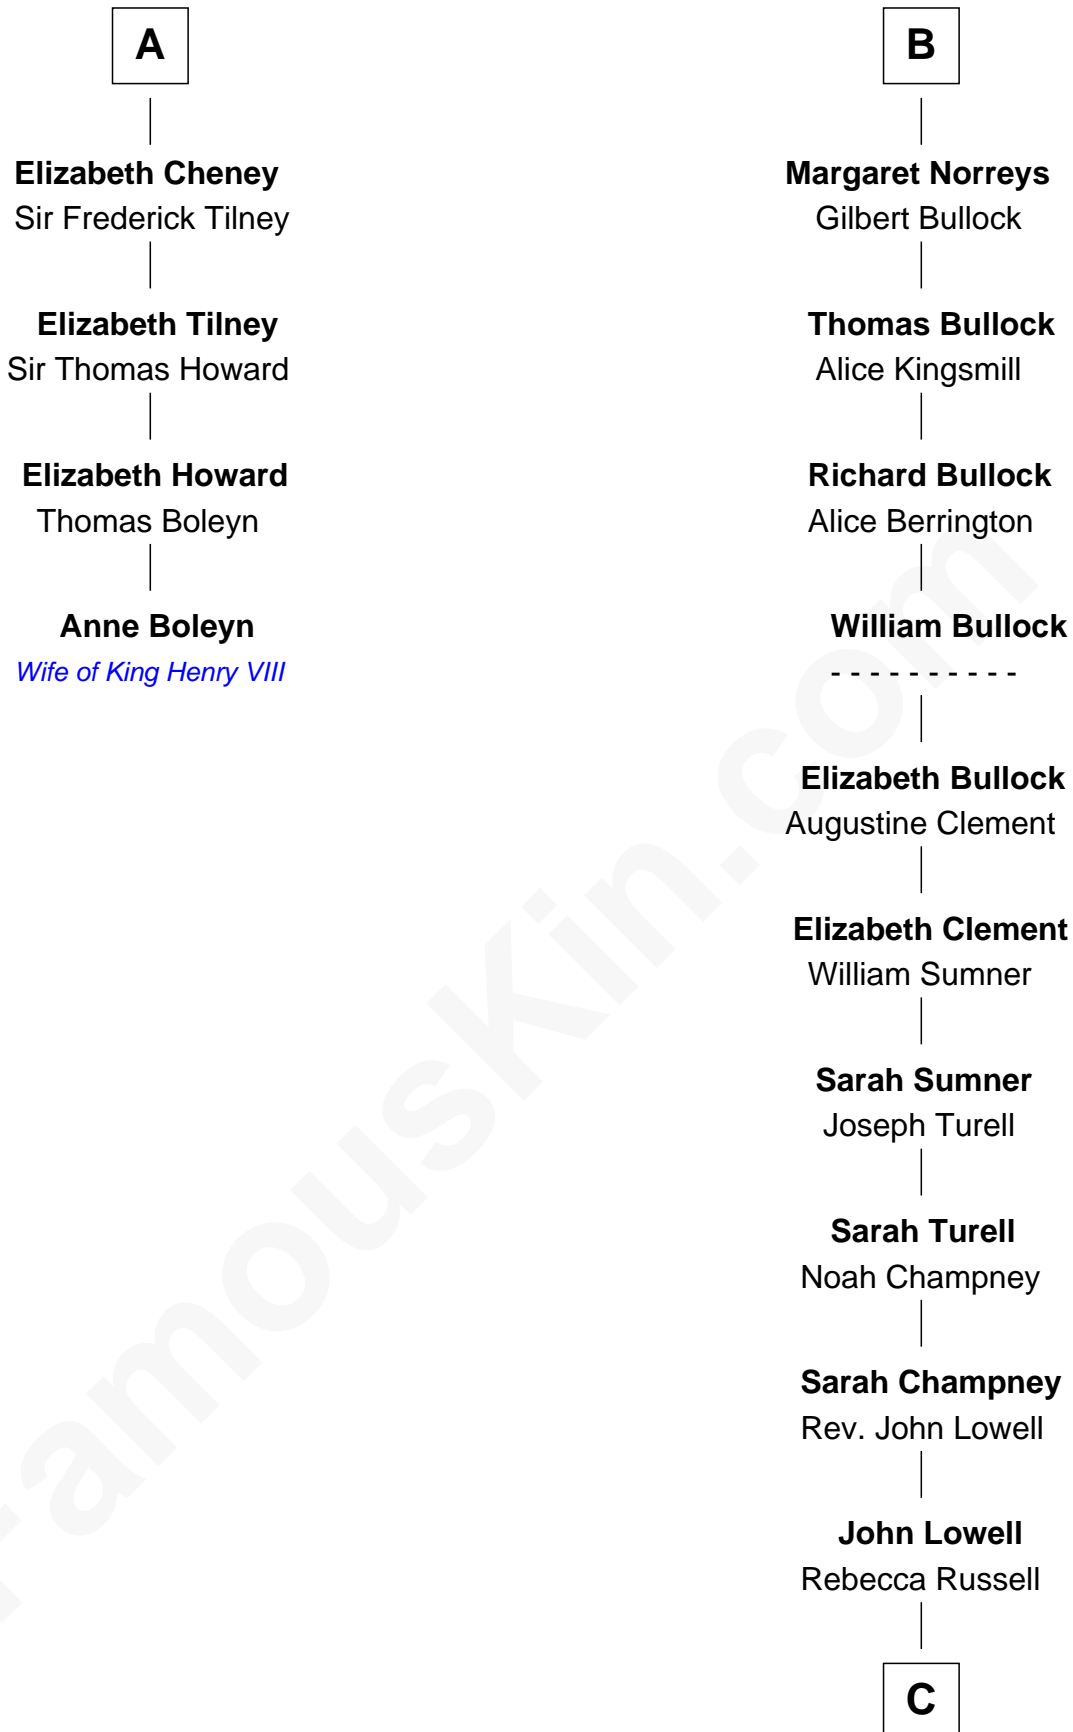 A
Elizabeth Cheney
Sir Frederick Tilney
Elizabeth Tilney
Sir Thomas Howard
Elizabeth Howard
Thomas Boleyn
Anne Boleyn
Wife of King Henry VIII
B
Margaret Norreys
Gilbert Bullock
Thomas Bullock
Alice Kingsmill
Richard Bullock
Alice Berrington
William Bullock
- - - - - - - - - -
Elizabeth Bullock
Augustine Clement
Elizabeth Clement
William Sumner
Sarah Sumner
Joseph Turell
Sarah Turell
Noah Champney
Sarah Champney
Rev. John Lowell
John Lowell
Rebecca Russell
C
FamousKin.com